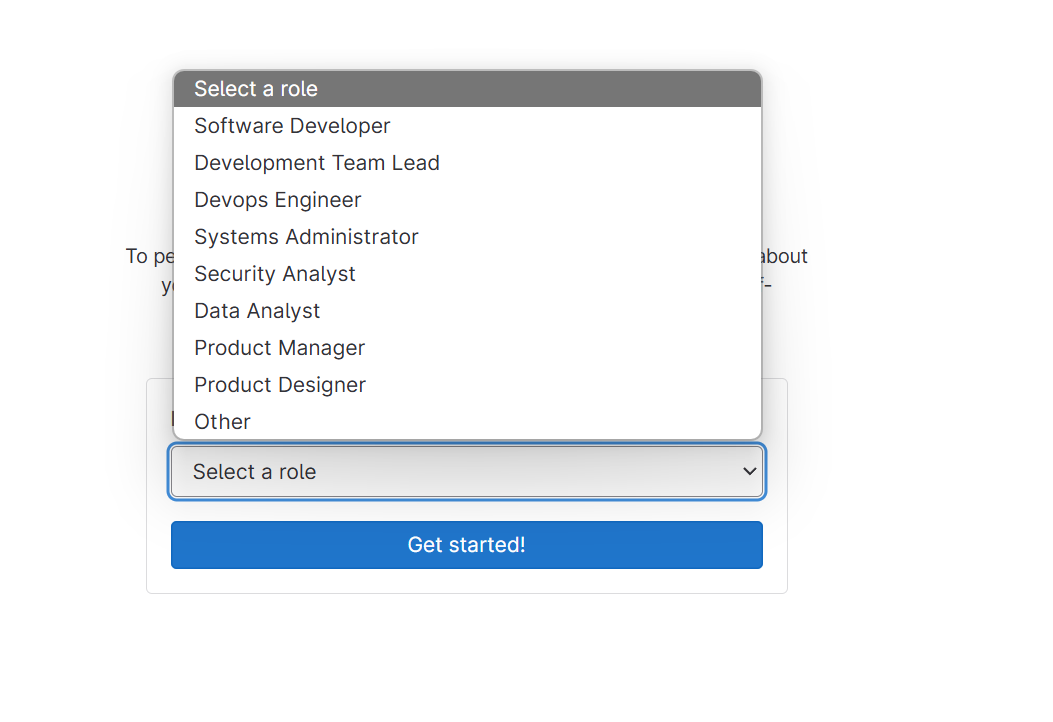 Select a role
Software Developer
Development Team Lead
Devops Engineer
Systems Administrator
To
about
Security Analyst
Data Analyst
Product Manager
Product Designer
Other
Select a role
Get started!